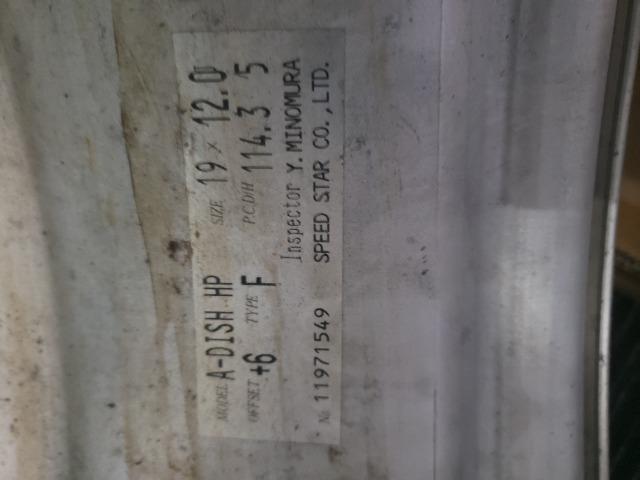 MODEL A-DISH HP SIZE 19 × 12.0
OFFSET +6 TYPE F P.C.D/H 114.3 5
Inspector Y.MINOMURA
№ 11971549 SPEED STAR CO.,LTD.